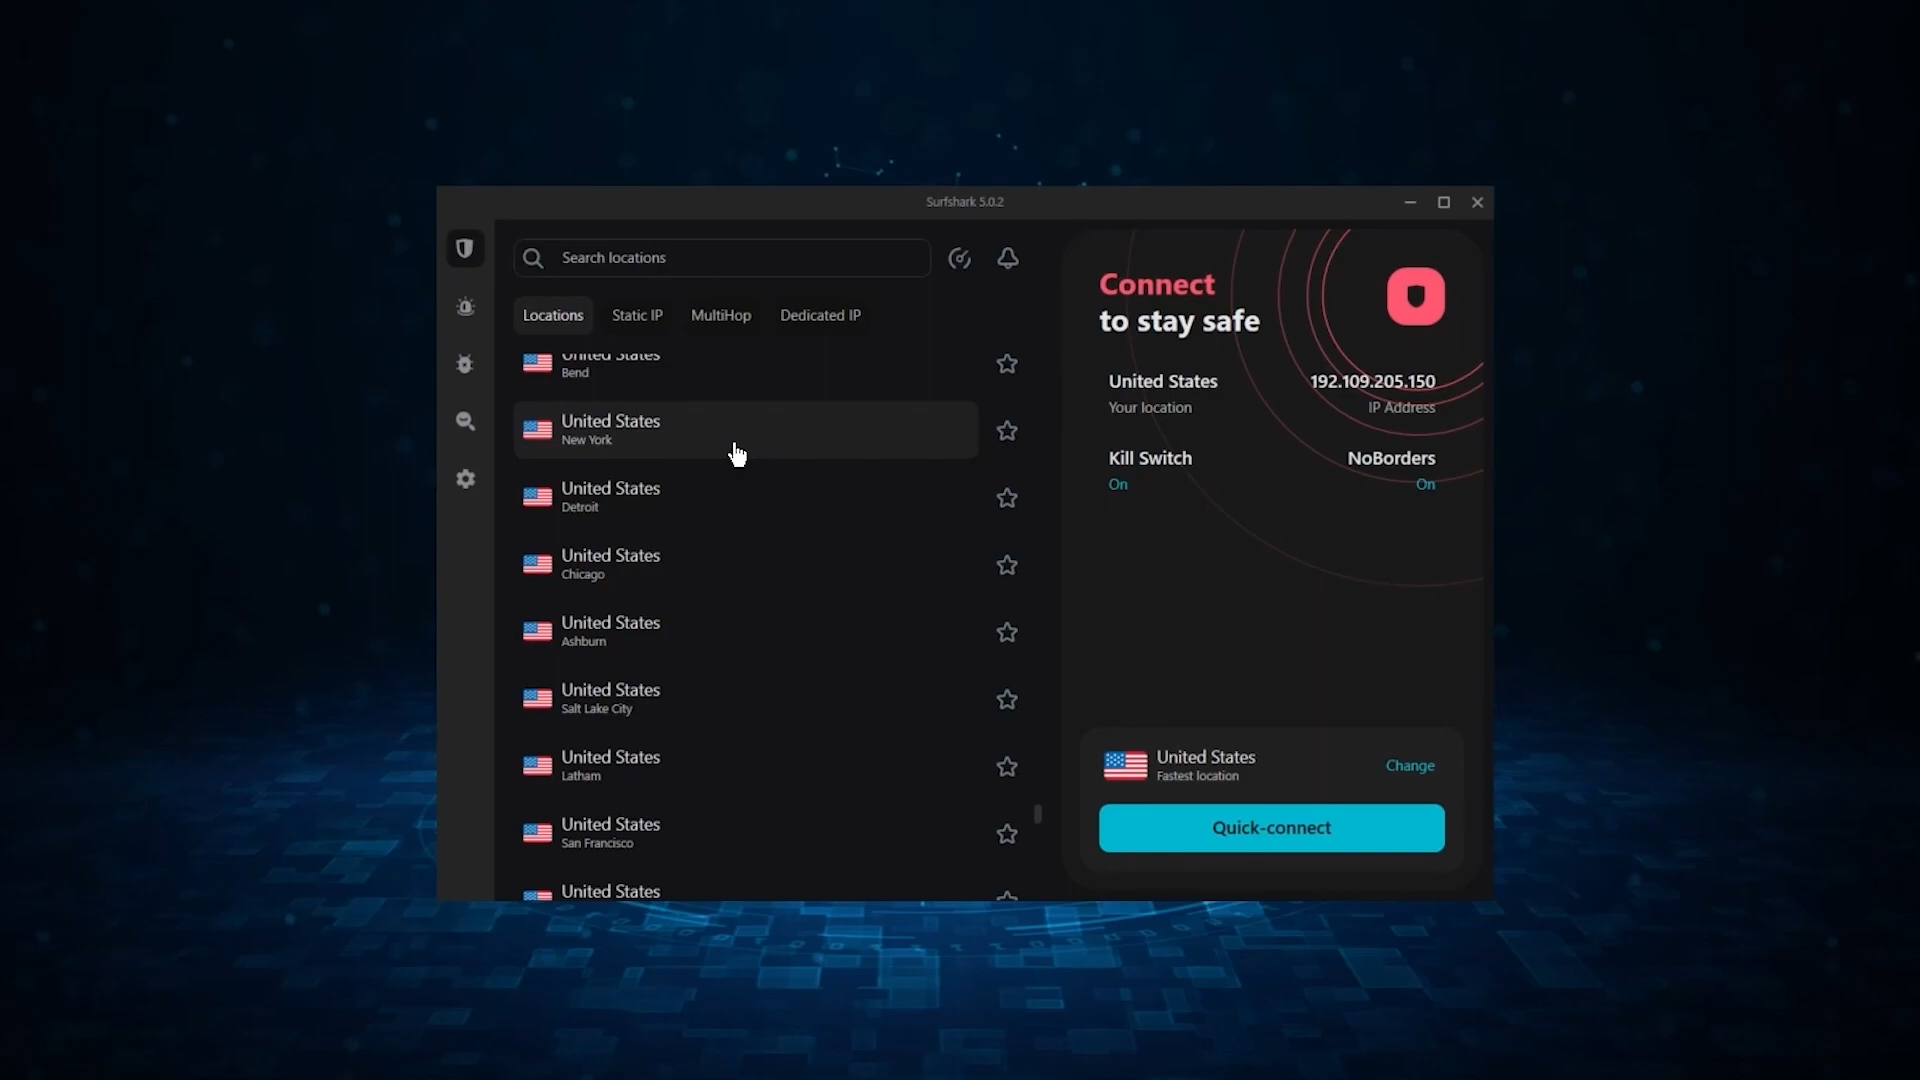 Surfshark 5.0.2
Search locations
Locations
Static IP
MultiHop
Dedicated IP
United States
Bend
United States
New York
United States
Detroit
United States
Chicago
United States
Ashburn
United States
Salt Lake City
United States
Latham
United States
San Francisco
United States
Connect
to stay safe
United States
192.109.205.150
Your location
IP Address
Kill Switch
NoBorders
On
On
United States
Fastest location
Change
Quick-connect